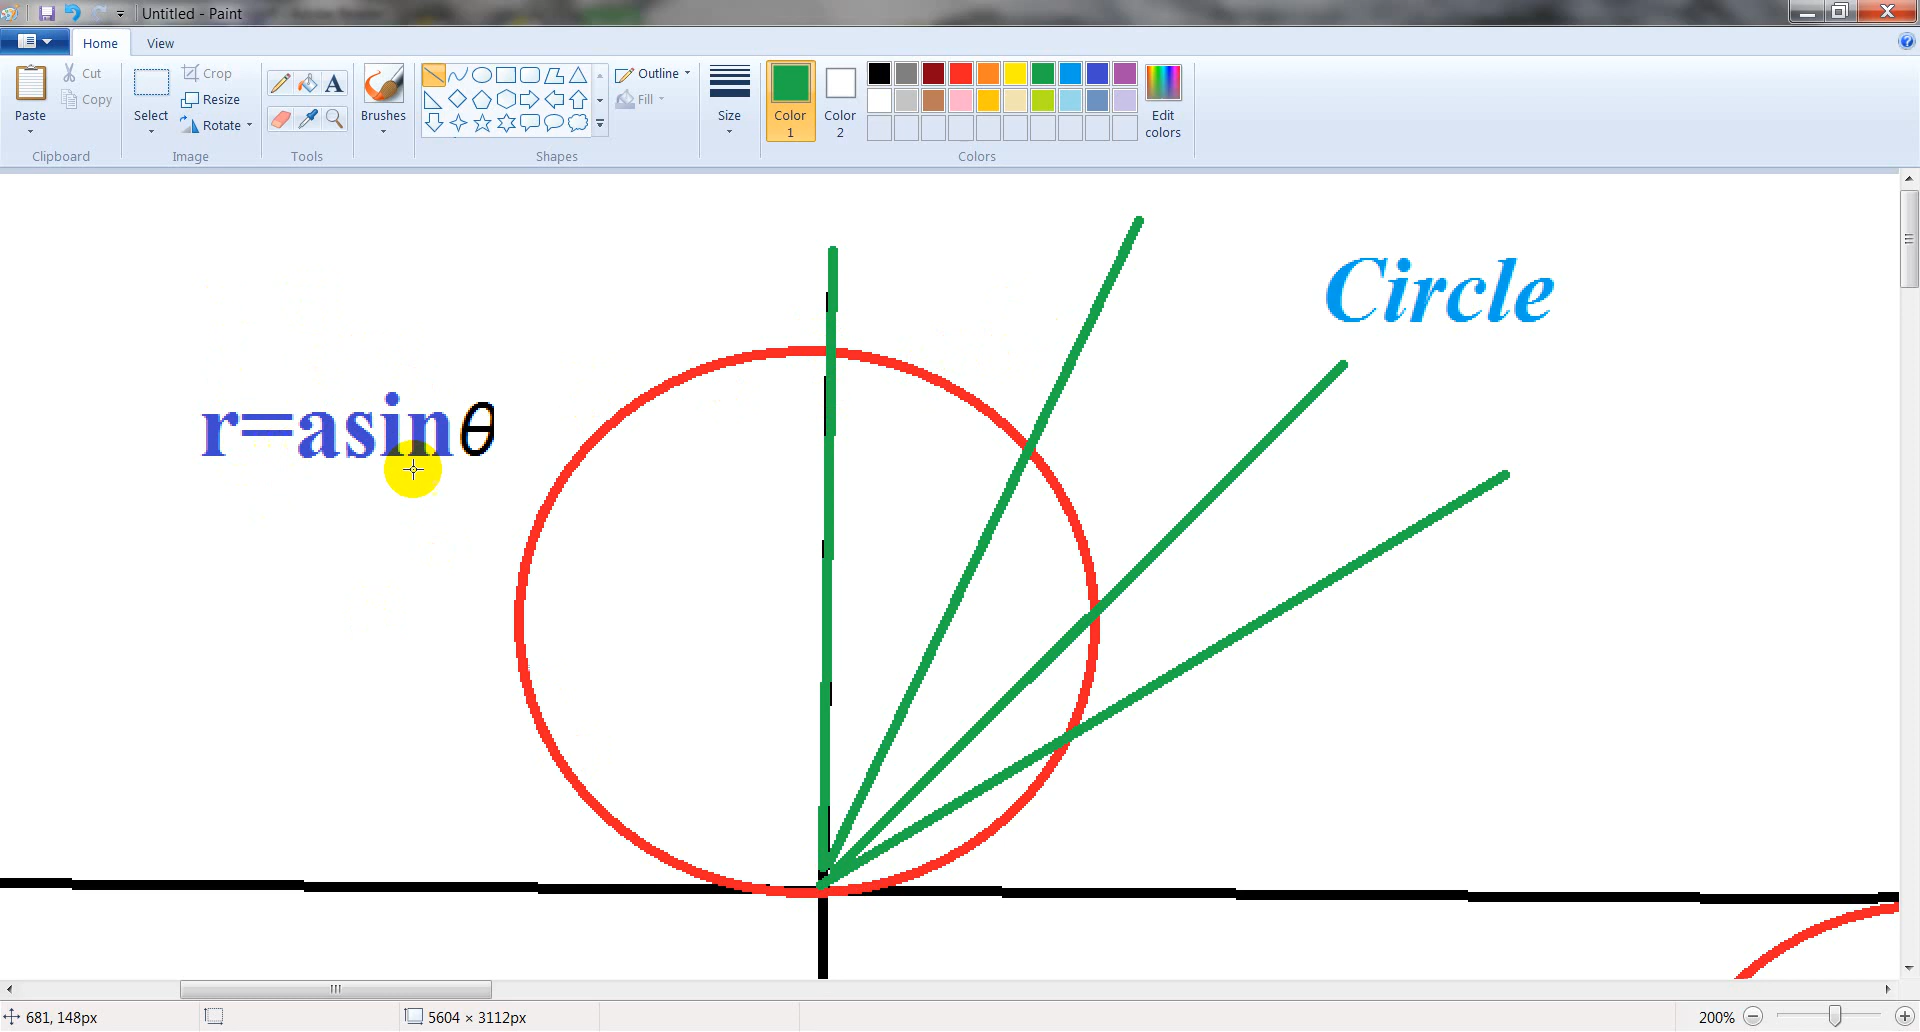 Untitled - Paint
Home View
Paste
Cut
Copy
Clipboard
Select
Crop
Resize
Rotate
Image
Tools
Brushes
Shapes
Outline
Fill
Size
Color 1
Color 2
Edit colors
Colors
Circle
r=asinθ
681, 148px
5604 × 3112px
200%